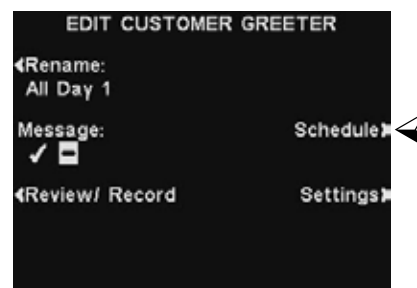 EDIT CUSTOMER GREETER
Rename:
All Day 1
Message:
Schedule
Review/ Record
Settings